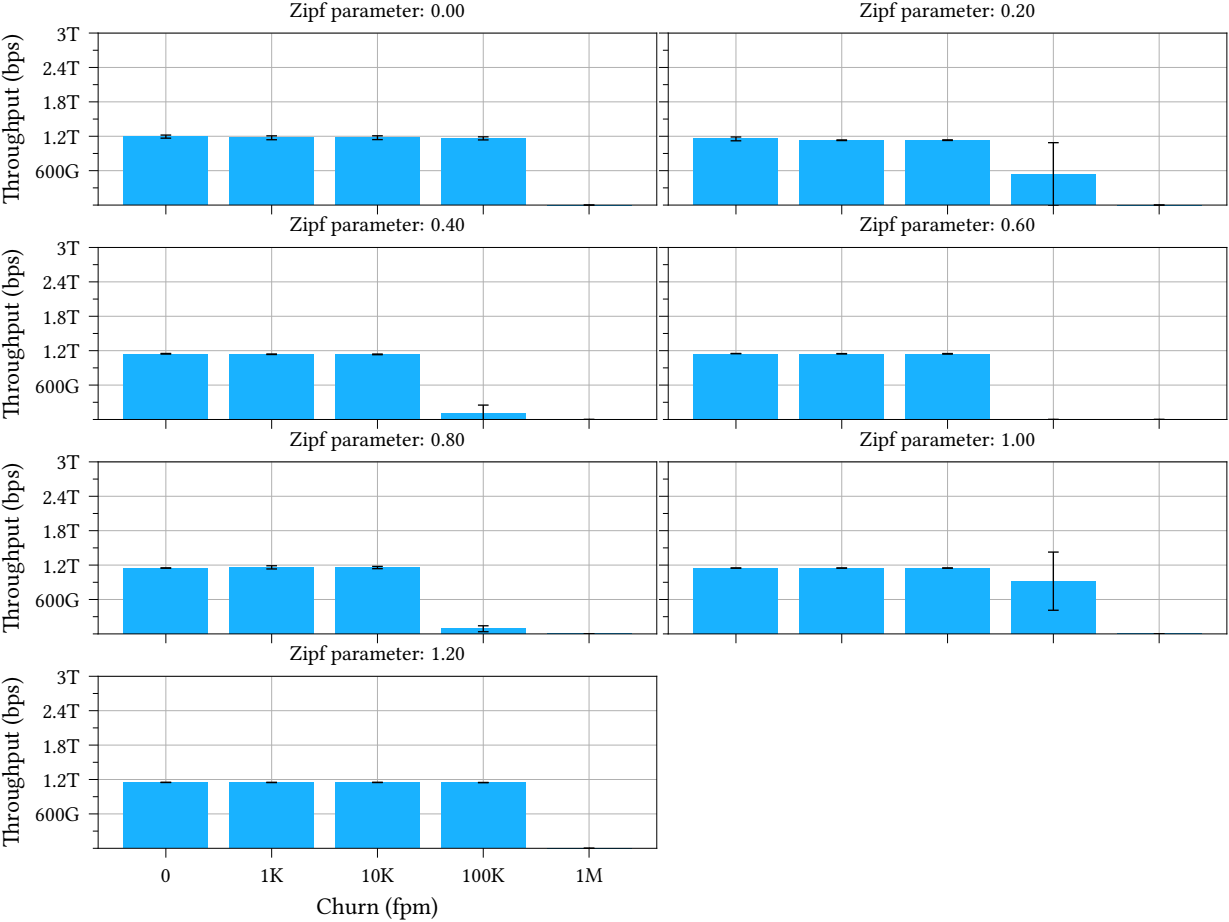 Zipf parameter: 0.00
Zipf parameter: 0.20
Throughput (bps)
3T
2.4T
1.8T
1.2T
600G
Zipf parameter: 0.40
Zipf parameter: 0.60
Throughput (bps)
3T
2.4T
1.8T
1.2T
600G
Zipf parameter: 0.80
Zipf parameter: 1.00
Throughput (bps)
3T
2.4T
1.8T
1.2T
600G
Zipf parameter: 1.20
Throughput (bps)
3T
2.4T
1.8T
1.2T
600G
0 1K 10K 100K 1M
Churn (fpm)